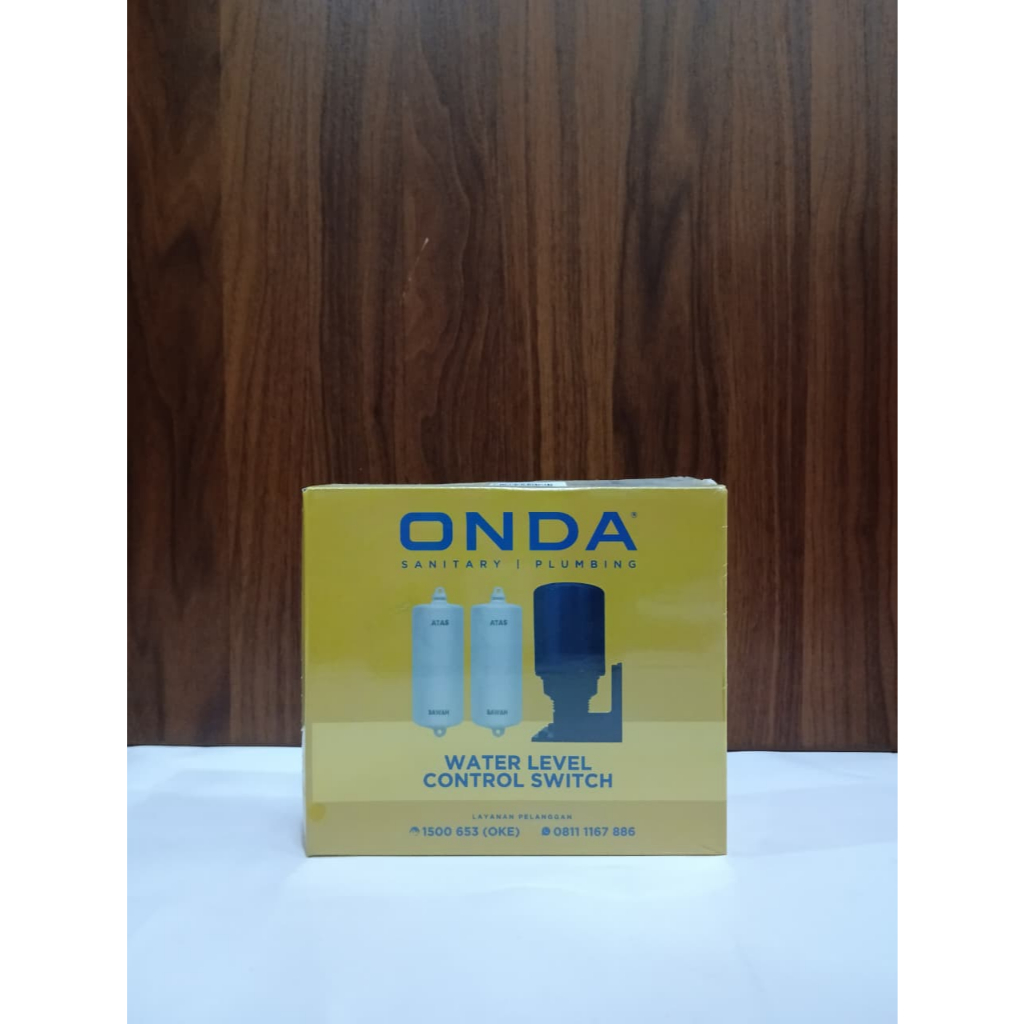 ONDA®
SANITARY | PLUMBING
ATAS ATAS
BAWAH BAWAH
WATER LEVEL
CONTROL SWITCH
LAYANAN PELANGGAN
1500 653 (OKE) 0811 1167 886